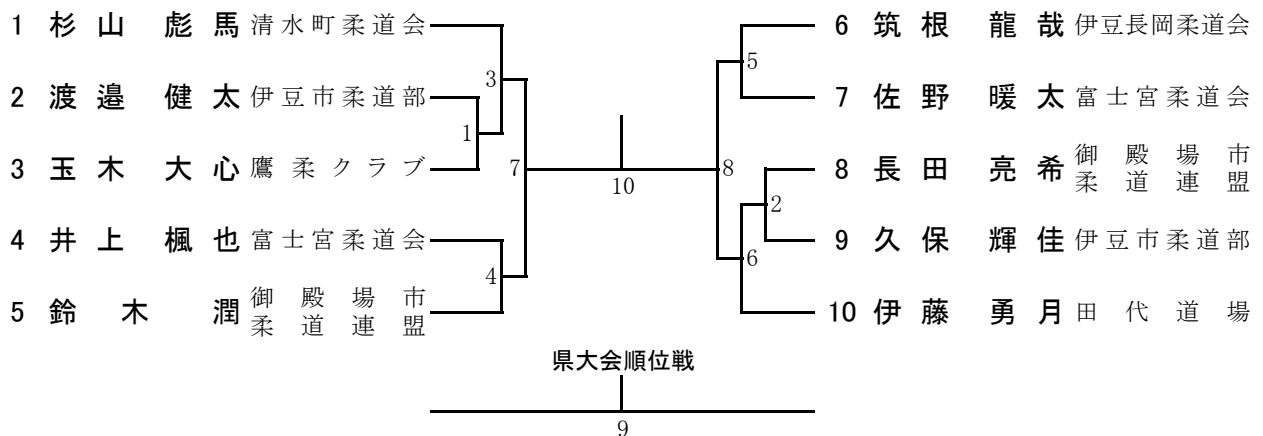 1 杉山 彪馬 清水町柔道会
2 渡邉 健太 伊豆市柔道部
3 玉木 大心 鷹柔クラブ
4 井上 楓也 富士宮柔道会
5 鈴木 潤 御殿場市
柔道連盟
3
1
7
4
10
6 筑根 龍哉 伊豆長岡柔道会
7 佐野 暖太 富士宮柔道会
8 長田 亮希 御殿場市
柔道連盟
9 久保 輝佳 伊豆市柔道部
10 伊藤 勇月 田代道場
5
8
2
6
県大会順位戦
9